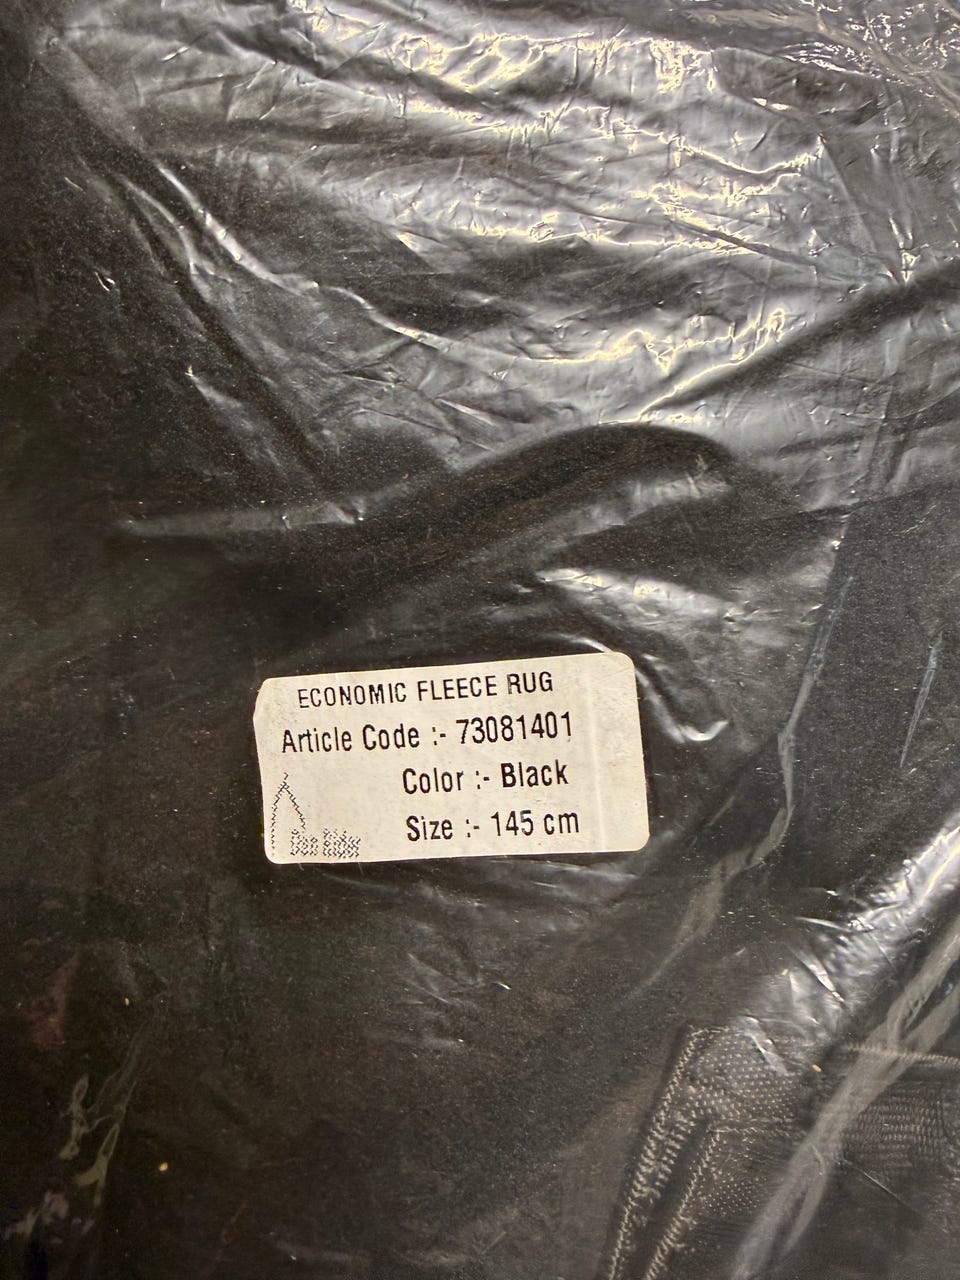 ECONOMIC FLEECE RUG
Article Code :- 73081401
Color :- Black
Size :- 145 cm